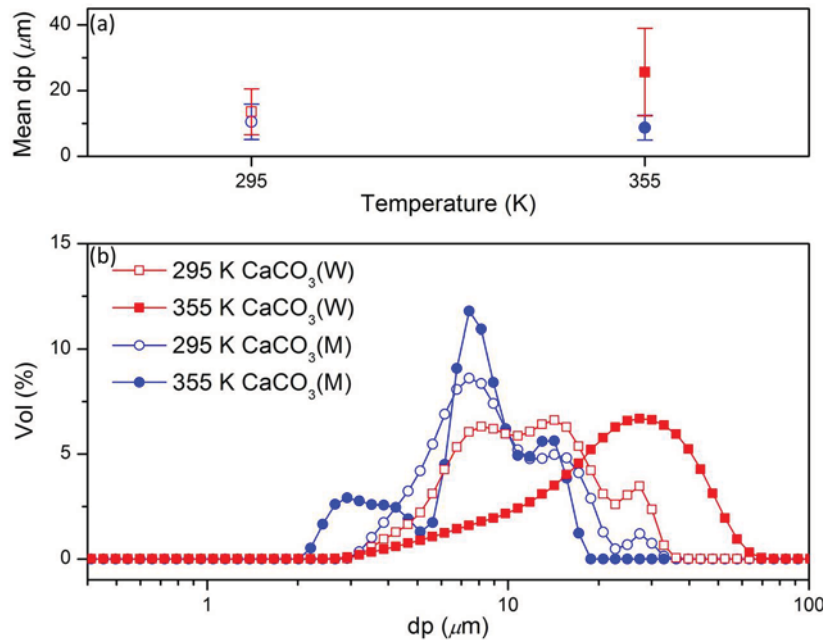 (a)
Mean dp (μm)
40
20
0
295
355
Temperature (K)
(b)
Vol (%)
15
10
5
0
295 K CaCO₃(W)
355 K CaCO₃(W)
295 K CaCO₃(M)
355 K CaCO₃(M)
1
10
100
dp (μm)